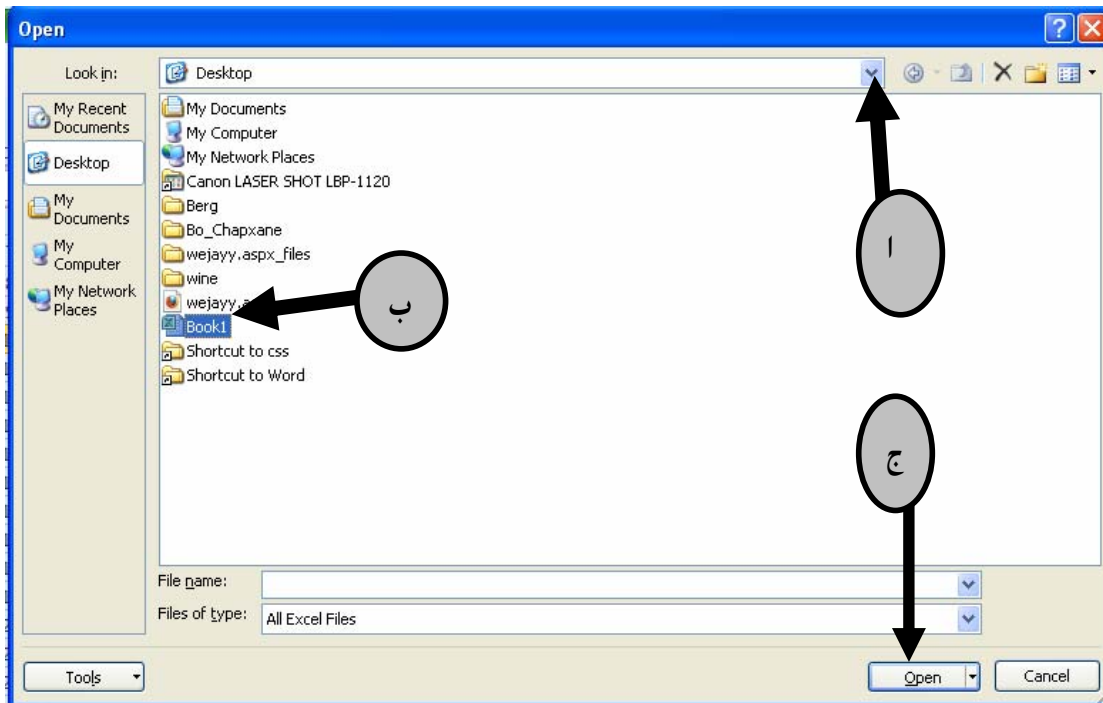 Open
Look in:
Desktop
My Recent
Documents
Desktop
My
Documents
My
Computer
My Network
Places
My Documents
My Computer
My Network Places
Canon LASER SHOT LBP-1120
Berg
Bo_Chapxane
wejayy.aspx_files
wine
Book1
Shortcut to css
Shortcut to Word
ا
ب
ج
File name:
Files of type:
All Excel Files
Tools
Open
Cancel